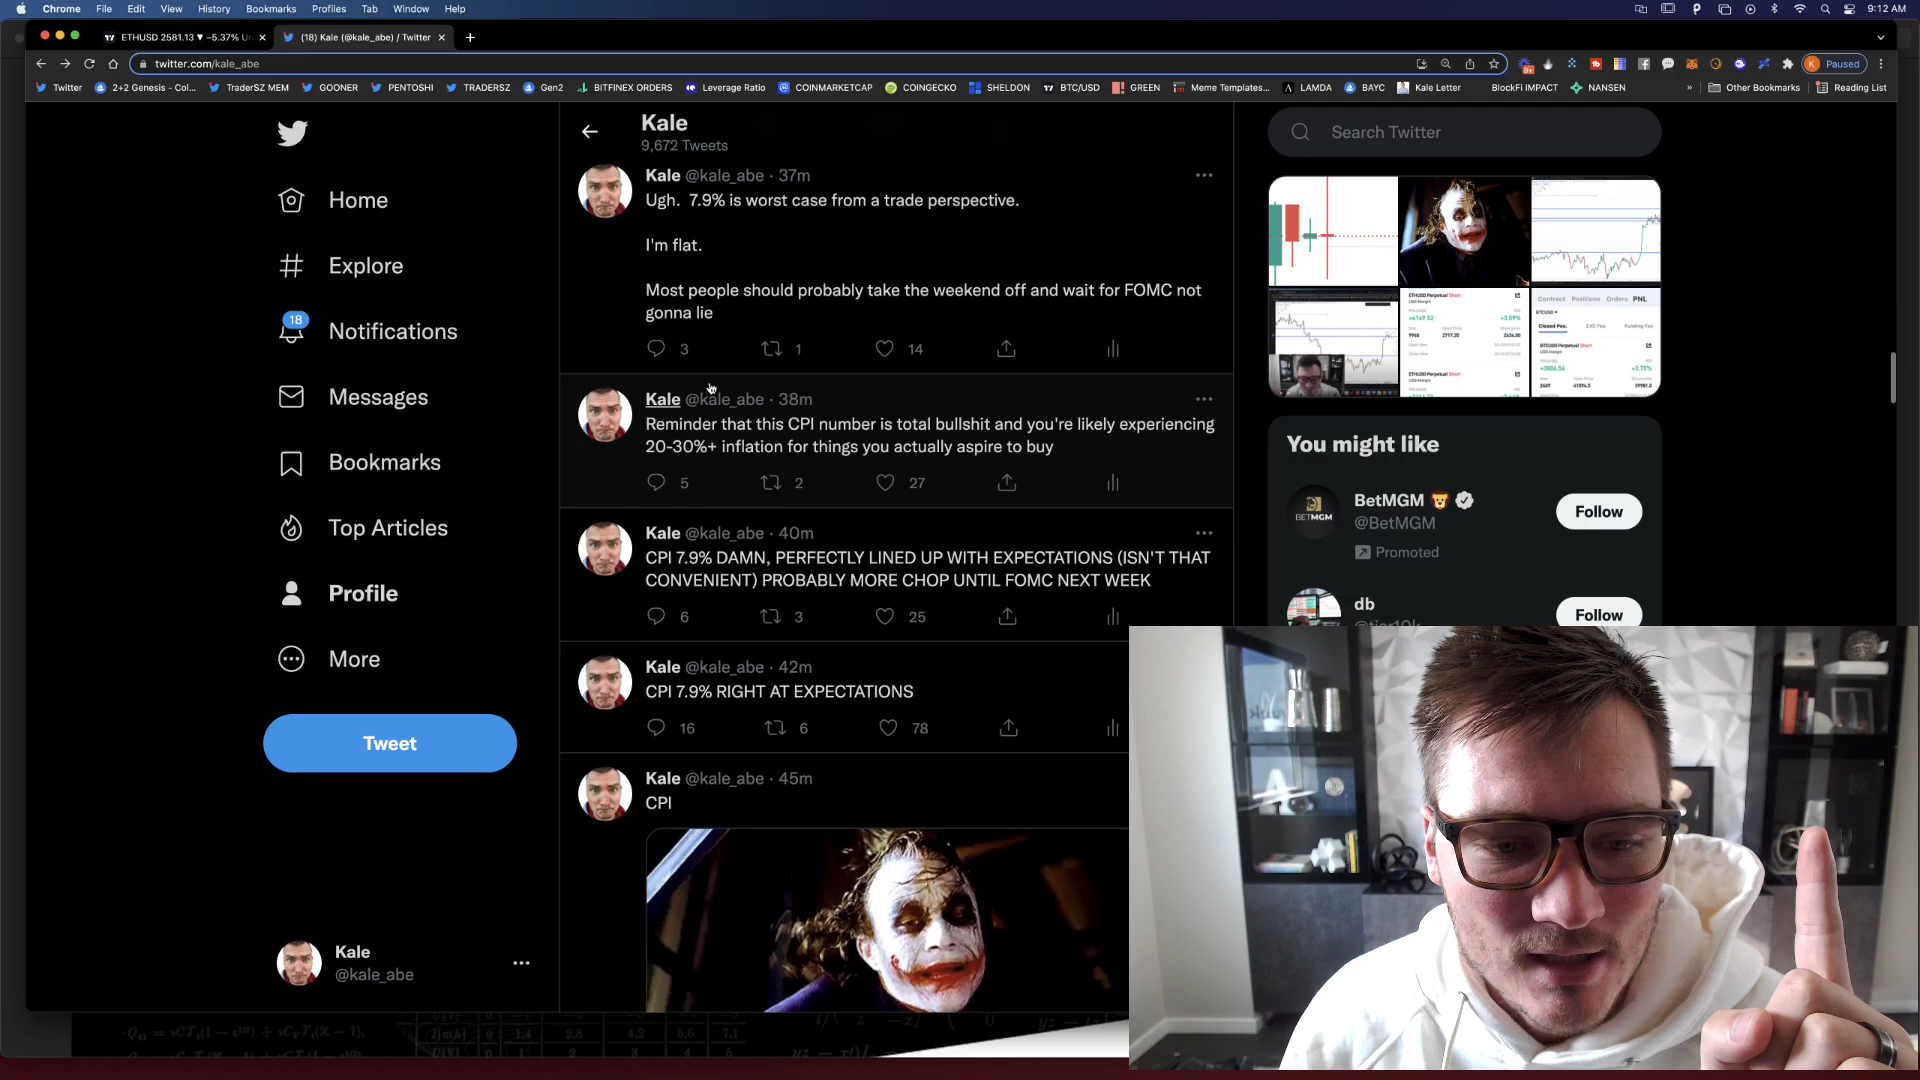 Chrome File Edit View History Bookmarks Profiles Tab Window Help 9:12 AM
ETHUSD 2581.13 ▼ −5.37% (18) Kale (@kale_abe) / Twitter
twitter.com/kale_abe 9+ K Paused
Twitter 2+2 Genesis - Col... TraderSZ MEM GOONER PENTOSHI TRADERSZ Gen2 BITFINEX ORDERS Leverage Ratio COINMARKETCAP COINGECKO SHELDON BTC/USD GREEN Meme Templates... LAMDA BAYC Kale Letter BlockFi IMPACT NANSEN » Other Bookmarks Reading List
Home
Explore
18
Notifications
Messages
Bookmarks
Top Articles
Profile
More
Tweet
Kale
@kale_abe
Kale
9,672 Tweets
Kale @kale_abe · 37m
Ugh. 7.9% is worst case from a trade perspective.
I'm flat.
Most people should probably take the weekend off and wait for FOMC not
gonna lie
3 1 14
Kale @kale_abe · 38m
Reminder that this CPI number is total bullshit and you're likely experiencing
20-30%+ inflation for things you actually aspire to buy
5 2 27
Kale @kale_abe · 40m
CPI 7.9% DAMN, PERFECTLY LINED UP WITH EXPECTATIONS (ISN'T THAT
CONVENIENT) PROBABLY MORE CHOP UNTIL FOMC NEXT WEEK
6 3 25
Kale @kale_abe · 42m
CPI 7.9% RIGHT AT EXPECTATIONS
16 6 78
Kale @kale_abe · 45m
CPI
Search Twitter
ETHUSD Perpetual Short
Contract Positions Orders PNL
You might like
BetMGM
@BetMGM
Follow
Promoted
db
Follow